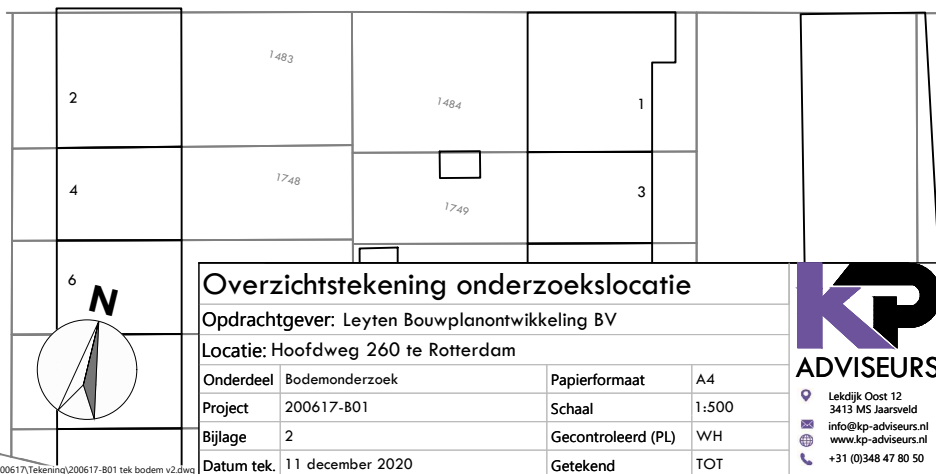 1483
2
1484
1
4
1748
3
1749
6
N
Overzichtstekening onderzoekslocatie
Opdrachtgever: Leyten Bouwplanontwikkeling BV
Locatie: Hoofdweg 260 te Rotterdam
Onderdeel Bodemonderzoek Papierformaat A4
Project 200617-B01 Schaal 1:500
Bijlage 2 Gecontroleerd (PL) WH
Datum tek. 11 december 2020 Getekend TOT
KP
ADVISEURS
Lekdijk Oost 12
3413 MS Jaarsveld
info@kp-adviseurs.nl
www.kp-adviseurs.nl
+31 (0)348 47 80 50
00617\Tekening\200617-B01 tek bodem v2.dwg